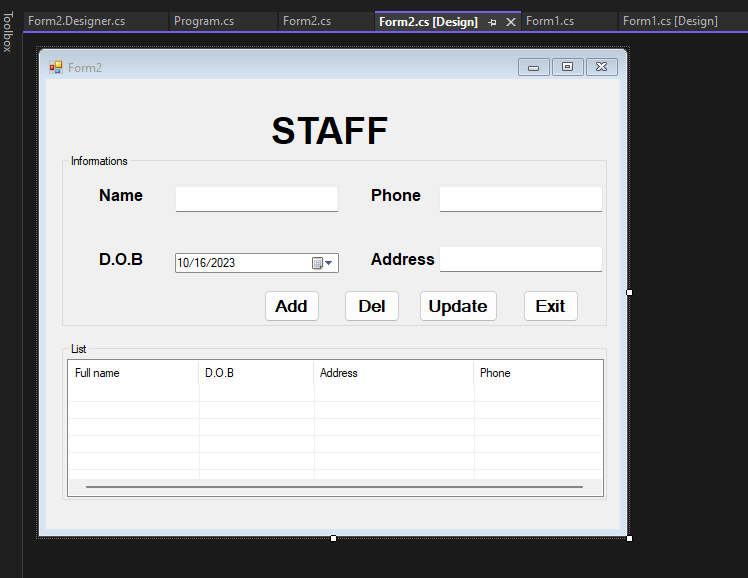 Toolbox
Form2.Designer.cs Program.cs Form2.cs Form2.cs [Design] Form1.cs Form1.cs [Design]
Form2
STAFF
Informations
Name Phone
D.O.B 10/16/2023 Address
Add Del Update Exit
List
Full name D.O.B Address Phone